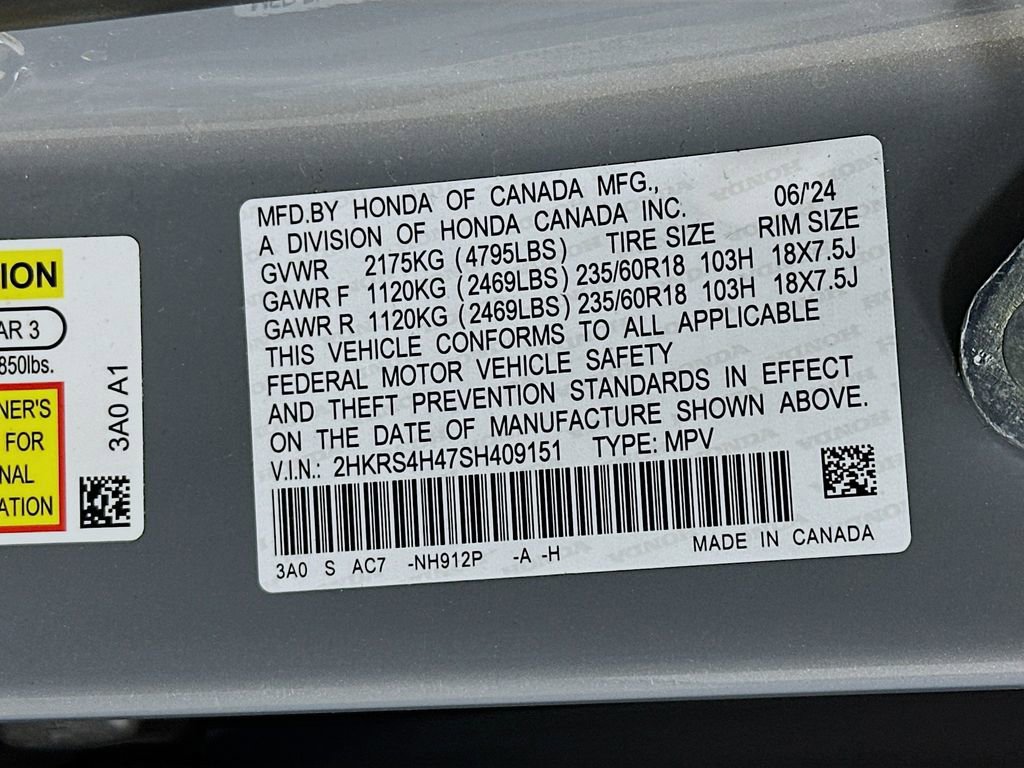 ION
AR 3
850lbs.
NER'S
FOR
NAL
ATION
3A0 A1
MFD.BY HONDA OF CANADA MFG., 06/'24
A DIVISION OF HONDA CANADA INC.
GVWR 2175KG (4795LBS) TIRE SIZE RIM SIZE
GAWR F 1120KG (2469LBS) 235/60R18 103H 18X7.5J
GAWR R 1120KG (2469LBS) 235/60R18 103H 18X7.5J
THIS VEHICLE CONFORMS TO ALL APPLICABLE
FEDERAL MOTOR VEHICLE SAFETY
AND THEFT PREVENTION STANDARDS IN EFFECT
ON THE DATE OF MANUFACTURE SHOWN ABOVE.
V.I.N.: 2HKRS4H47SH409151 TYPE: MPV
3A0 S AC7 -NH912P -A -H MADE IN CANADA